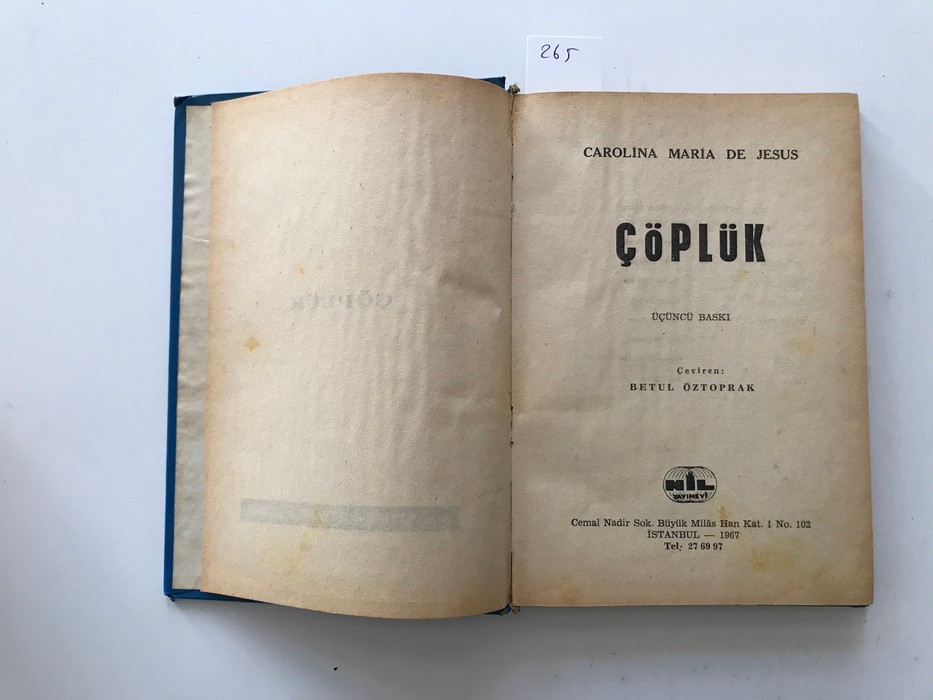 265
CAROLİNA MARİA DE JESUS
ÇÖPLÜK
ÜÇÜNCÜ BASKI
Çeviren:
BETUL ÖZTOPRAK
NİL
YAYINEVİ
Cemal Nadir Sok. Büyük Milâs Han Kat. 1 No. 102
İSTANBUL — 1967
Tel: 27 69 97
ÇÖPLÜK